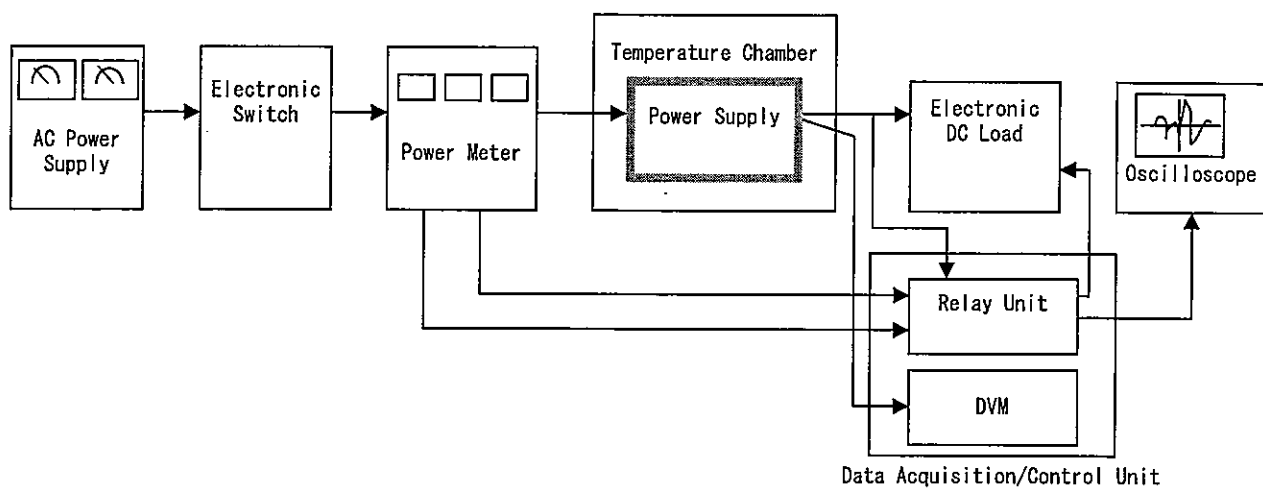 AC Power
Supply
Electronic
Switch
Power Meter
Temperature Chamber
Power Supply
Electronic
DC Load
Oscilloscope
Relay Unit
DVM
Data Acquisition/Control Unit